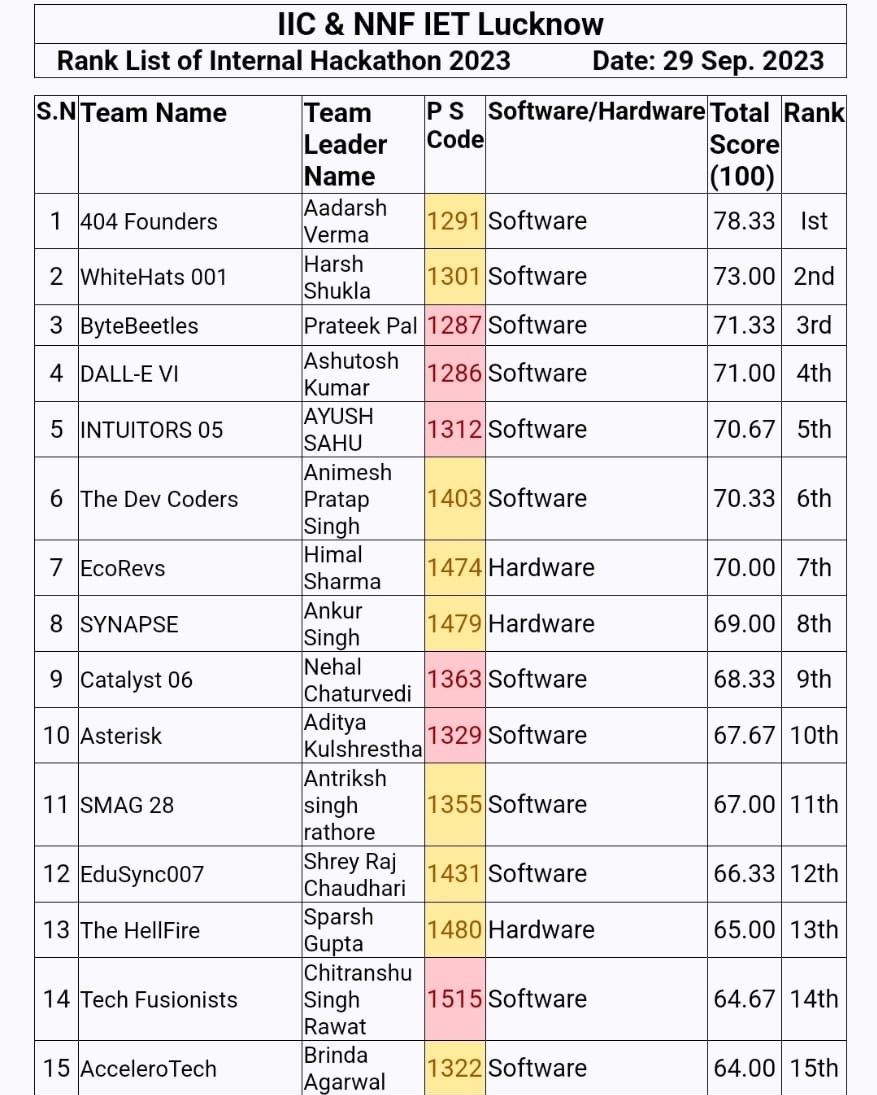 IIC & NNF IET Lucknow
Rank List of Internal Hackathon 2023 Date: 29 Sep. 2023
S.N Team Name Team Leader Name P S Code Software/Hardware Total Score (100) Rank
1 404 Founders Aadarsh Verma 1291 Software 78.33 Ist
2 WhiteHats 001 Harsh Shukla 1301 Software 73.00 2nd
3 ByteBeetles Prateek Pal 1287 Software 71.33 3rd
4 DALL-E VI Ashutosh Kumar 1286 Software 71.00 4th
5 INTUITORS 05 AYUSH SAHU 1312 Software 70.67 5th
6 The Dev Coders Animesh Pratap Singh 1403 Software 70.33 6th
7 EcoRevs Himal Sharma 1474 Hardware 70.00 7th
8 SYNAPSE Ankur Singh 1479 Hardware 69.00 8th
9 Catalyst 06 Nehal Chaturvedi 1363 Software 68.33 9th
10 Asterisk Aditya Kulshrestha 1329 Software 67.67 10th
11 SMAG 28 Antriksh singh rathore 1355 Software 67.00 11th
12 EduSync007 Shrey Raj Chaudhari 1431 Software 66.33 12th
13 The HellFire Sparsh Gupta 1480 Hardware 65.00 13th
14 Tech Fusionists Chitranshu Singh Rawat 1515 Software 64.67 14th
15 AcceleroTech Brinda Agarwal 1322 Software 64.00 15th